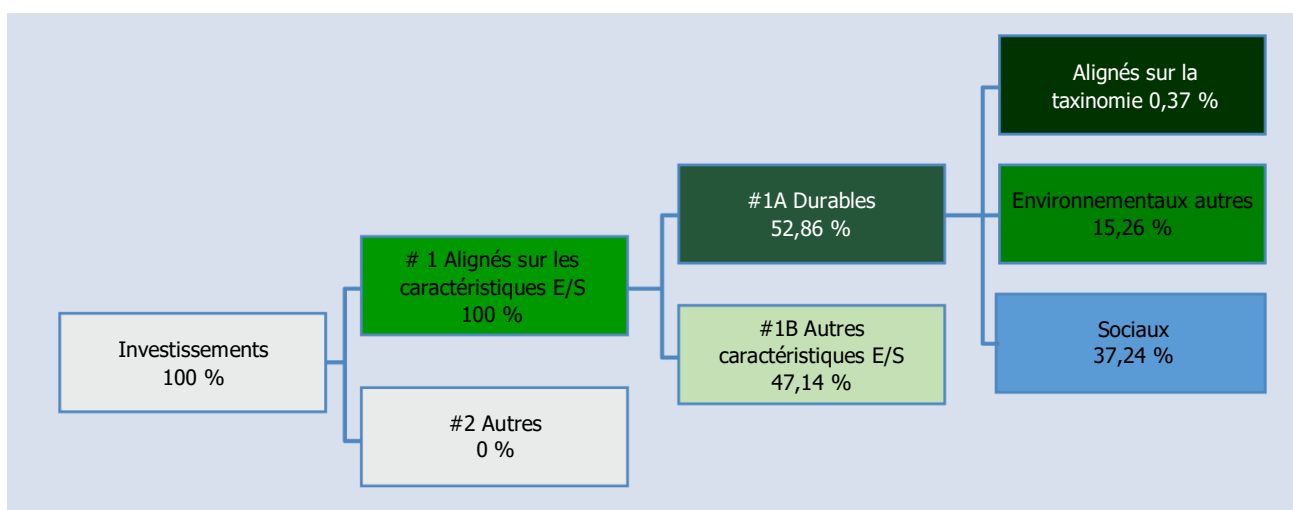 Investissements
100 %
# 1 Alignés sur les
caractéristiques E/S
100 %
#2 Autres
0 %
#1A Durables
52,86 %
#1B Autres
caractéristiques E/S
47,14 %
Alignés sur la
taxinomie 0,37 %
Environnementaux autres
15,26 %
Sociaux
37,24 %